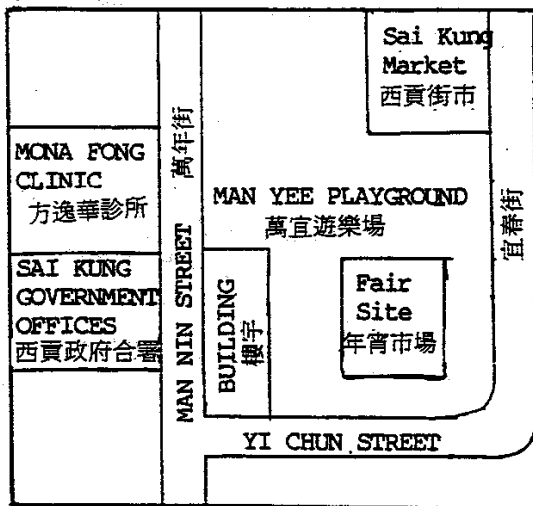 Sai Kung
Market
西貢街市
MONA FONG
CLINIC
方逸華診所
萬年街
MAN NIN STREET
MAN YEE PLAYGROUND
萬宜遊樂場
宜春街
SAI KUNG
GOVERNMENT
OFFICES
西貢政府合署
BUILDING
樓宇
Fair
Site
年宵市場
YI CHUN STREET